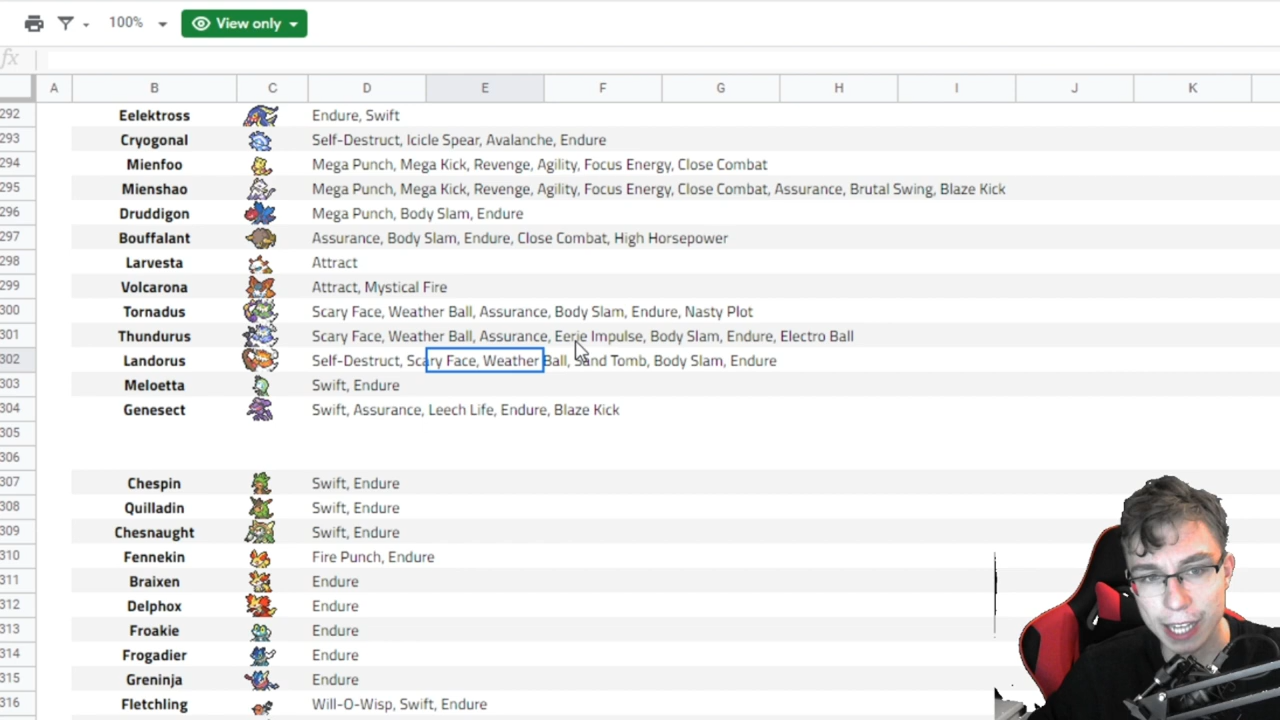 100% View only
fx
A B C D E F G H I J K
292 Eelektross Endure, Swift
293 Cryogonal Self-Destruct, Icicle Spear, Avalanche, Endure
294 Mienfoo Mega Punch, Mega Kick, Revenge, Agility, Focus Energy, Close Combat
295 Mienshao Mega Punch, Mega Kick, Revenge, Agility, Focus Energy, Close Combat, Assurance, Brutal Swing, Blaze Kick
296 Druddigon Mega Punch, Body Slam, Endure
297 Bouffalant Assurance, Body Slam, Endure, Close Combat, High Horsepower
298 Larvesta Attract
299 Volcarona Attract, Mystical Fire
300 Tornadus Scary Face, Weather Ball, Assurance, Body Slam, Endure, Nasty Plot
301 Thundurus Scary Face, Weather Ball, Assurance, Eerie Impulse, Body Slam, Endure, Electro Ball
302 Landorus Self-Destruct, Scary Face, Weather Ball, Sand Tomb, Body Slam, Endure
303 Meloetta Swift, Endure
304 Genesect Swift, Assurance, Leech Life, Endure, Blaze Kick
305
306
307 Chespin Swift, Endure
308 Quilladin Swift, Endure
309 Chesnaught Swift, Endure
310 Fennekin Fire Punch, Endure
311 Braixen Endure
312 Delphox Endure
313 Froakie Endure
314 Frogadier Endure
315 Greninja Endure
316 Fletchling Will-O-Wisp, Swift, Endure